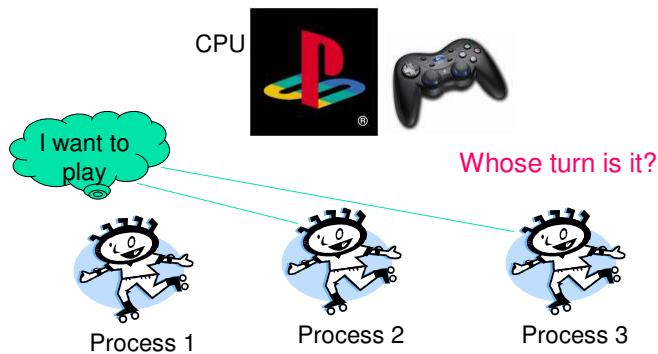 CPU
®
I want to
play
Whose turn is it?
Process 1
Process 2
Process 3